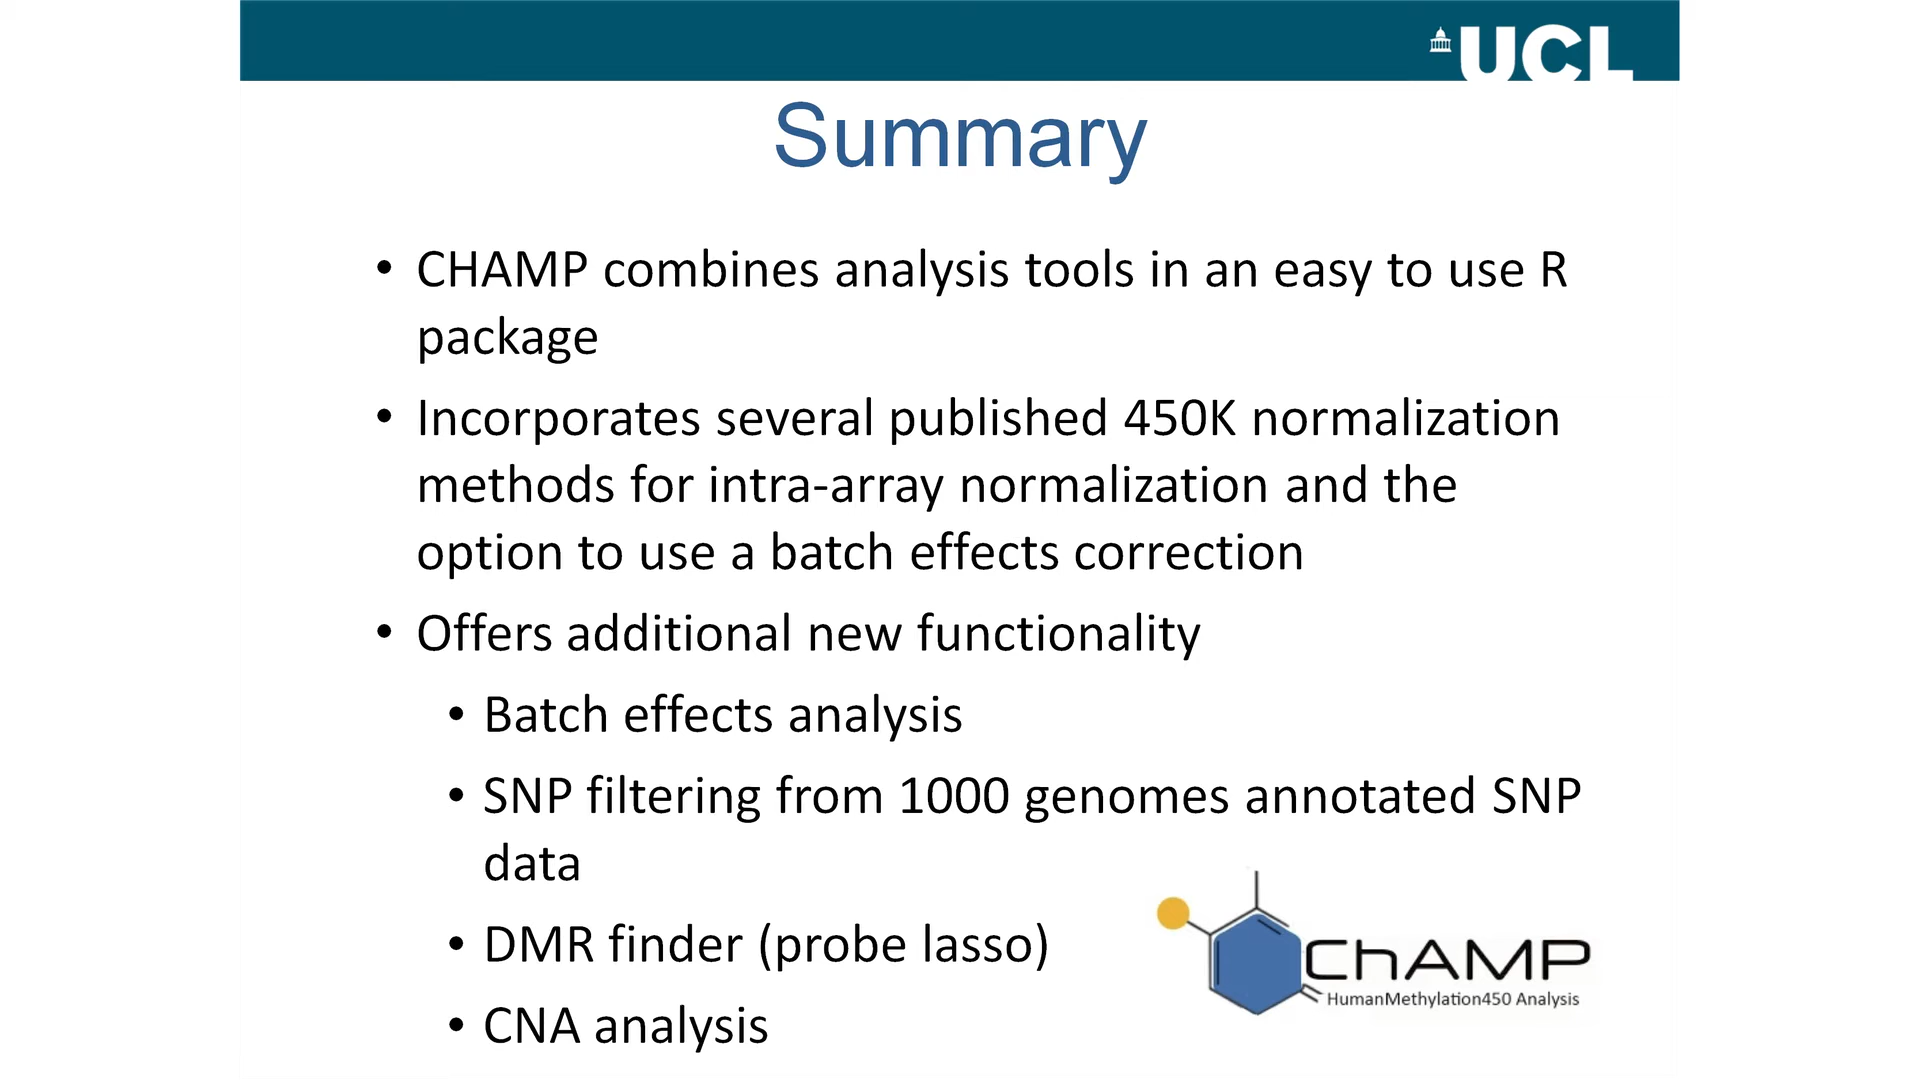 UCL
Summary
• CHAMP combines analysis tools in an easy to use R
package
• Incorporates several published 450K normalization
methods for intra-array normalization and the
option to use a batch effects correction
• Offers additional new functionality
• Batch effects analysis
• SNP filtering from 1000 genomes annotated SNP
data
• DMR finder (probe lasso)
• CNA analysis
ChAMP
HumanMethylation450 Analysis